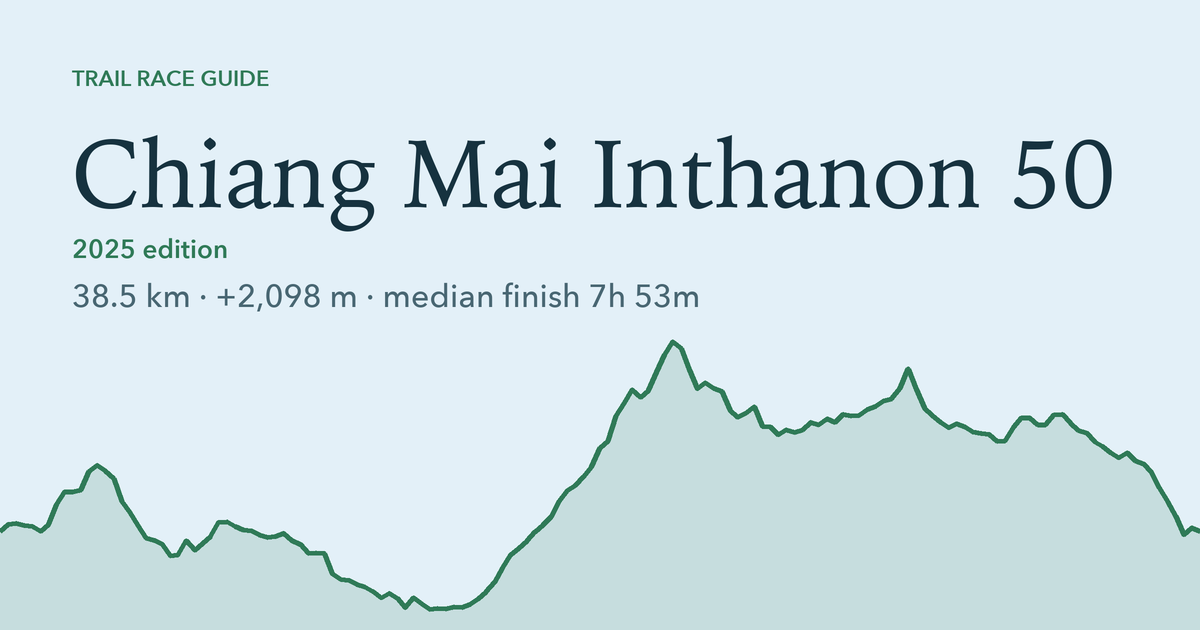 TRAIL RACE GUIDE
Chiang Mai Inthanon 50
2025 edition
38.5 km · +2,098 m · median finish 7h 53m